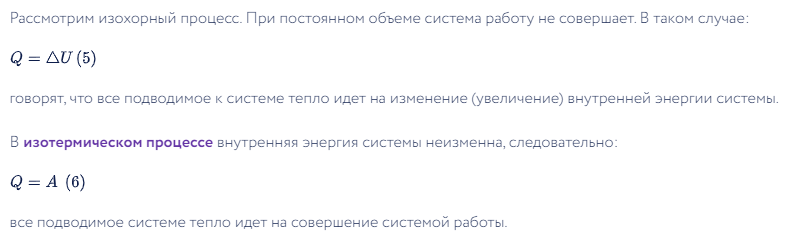 Рассмотрим изохорный процесс. При постоянном объеме система работу не совершает. В таком случае:
Q = △U (5)
говорят, что все подводимое к системе тепло идет на изменение (увеличение) внутренней энергии системы.
В изотермическом процессе внутренняя энергия системы неизменна, следовательно:
Q = A (6)
все подводимое системе тепло идет на совершение системой работы.